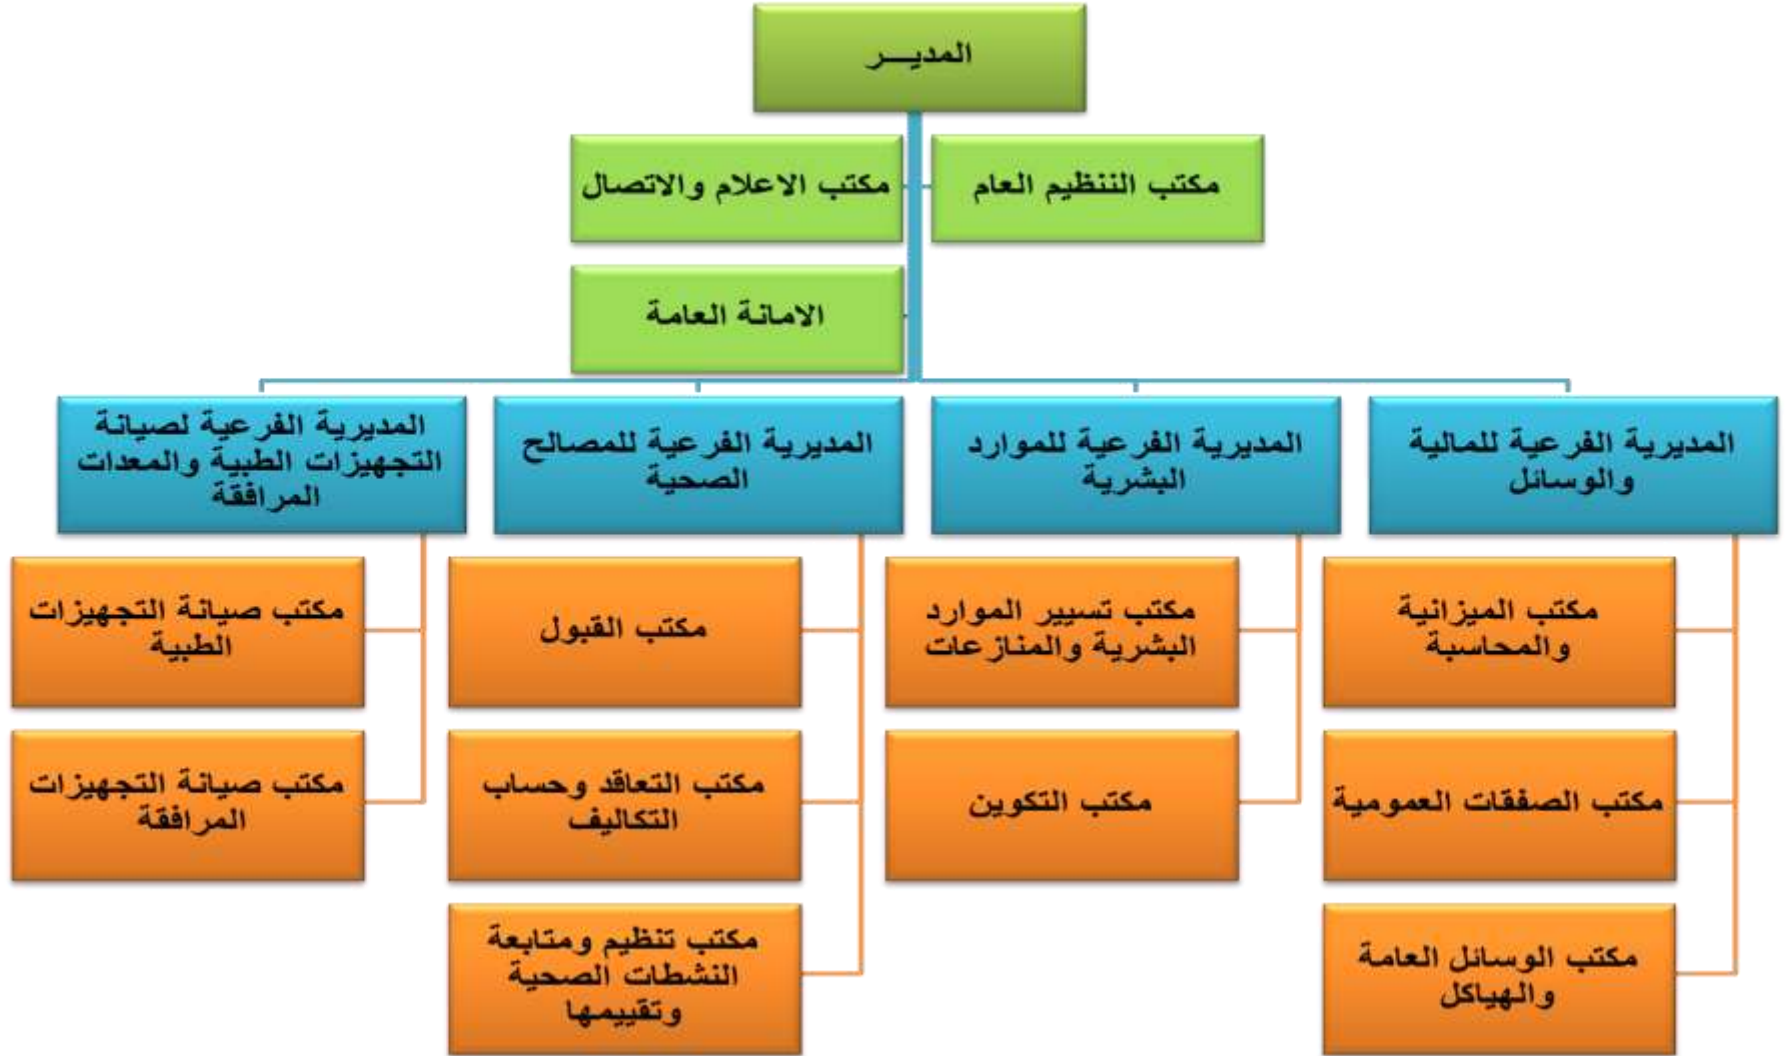 المديـــر
مكتب التنظيم العام
مكتب الاعلام والاتصال
الامانة العامة
المديرية الفرعية للمالية
والوسائل
المديرية الفرعية للموارد
البشرية
المديرية الفرعية للمصالح
الصحية
المديرية الفرعية لصيانة
التجهيزات الطبية والمعدات
المرافقة
مكتب الميزانية
والمحاسبة
مكتب تسيير الموارد
البشرية والمنازعات
مكتب القبول
مكتب صيانة التجهيزات
الطبية
مكتب الصفقات العمومية
مكتب التكوين
مكتب التعاقد وحساب
التكاليف
مكتب صيانة التجهيزات
المرافقة
مكتب الوسائل العامة
والهياكل
مكتب تنظيم ومتابعة
النشطات الصحية
وتقييمها